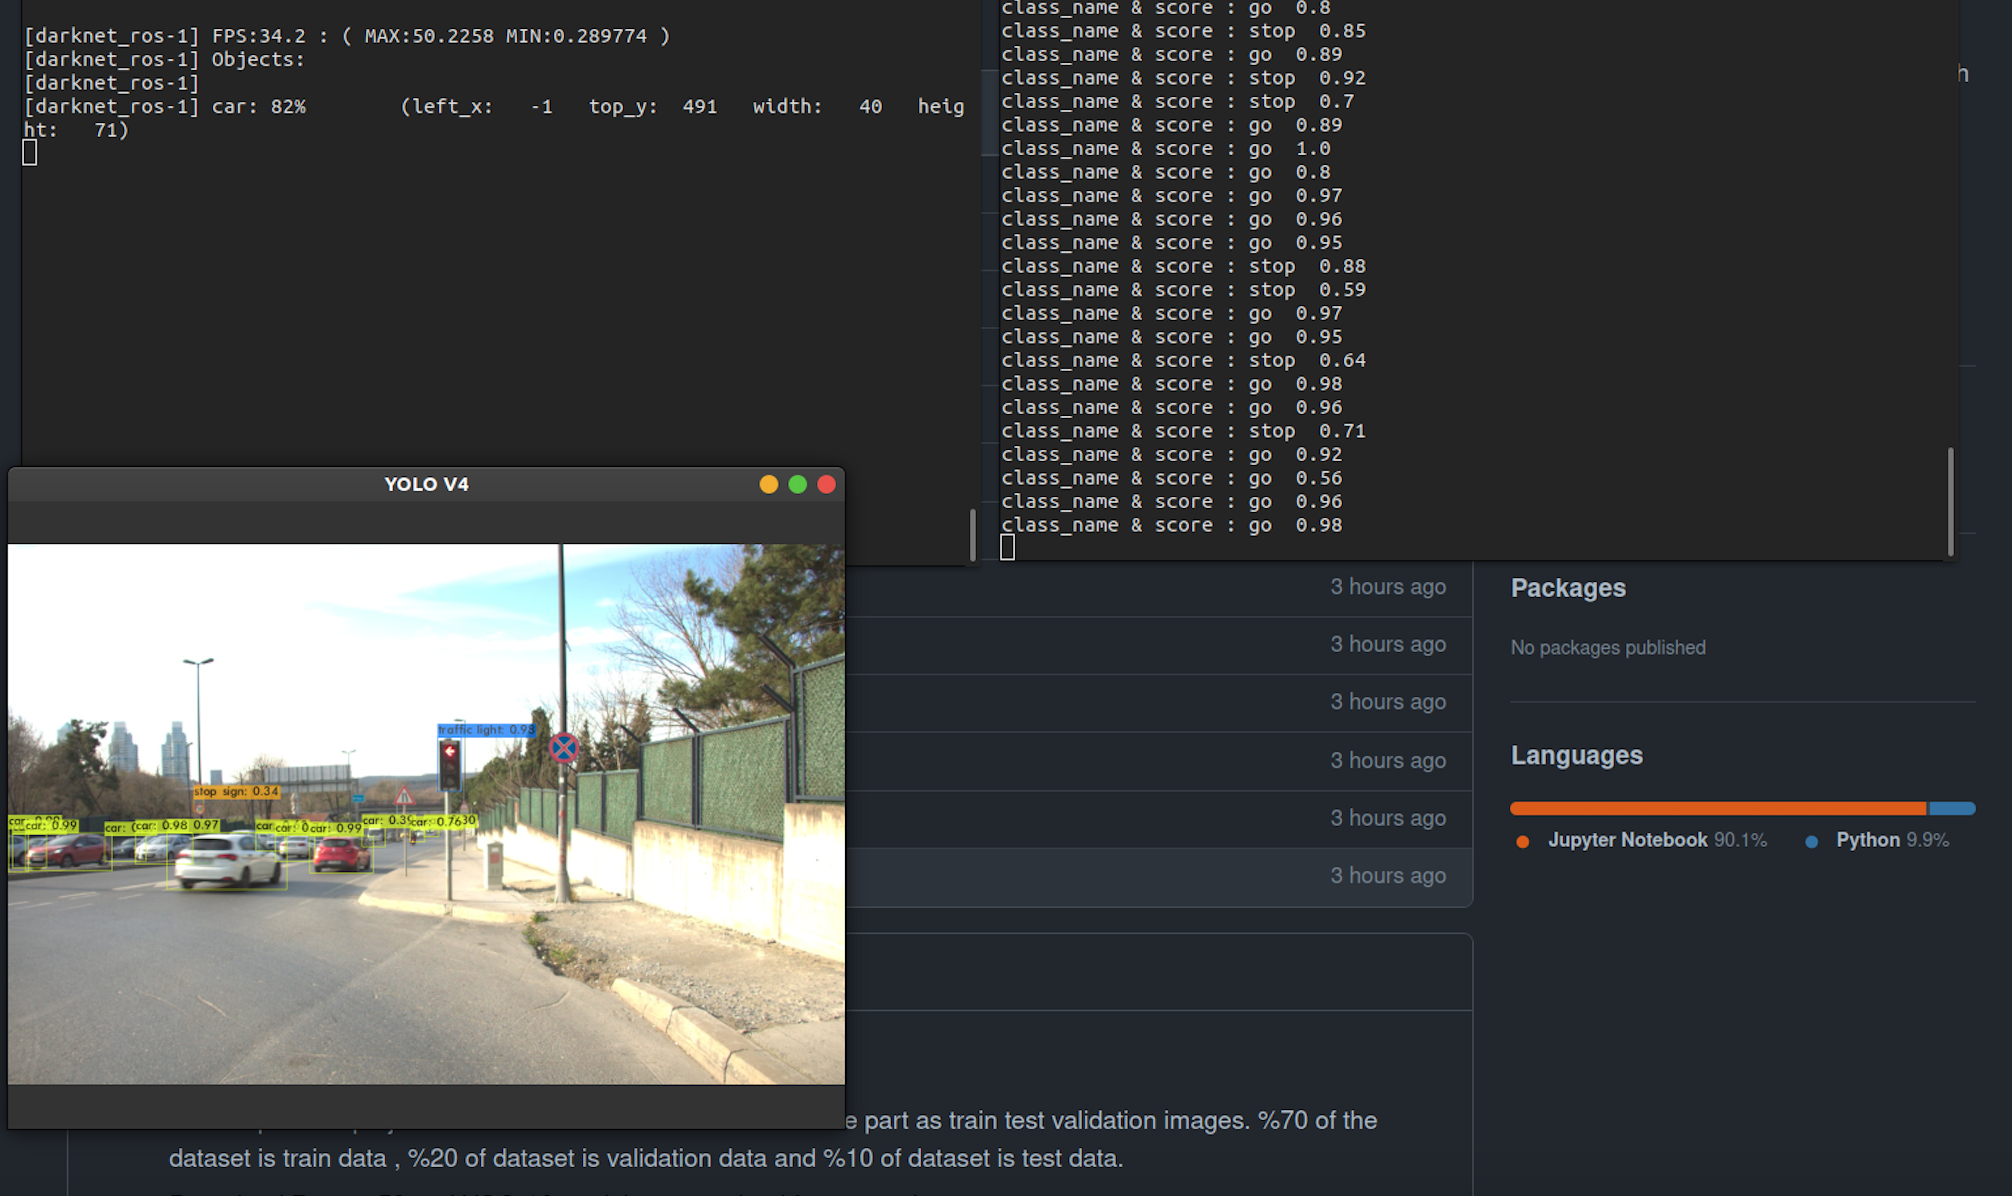 [darknet_ros-1] FPS:34.2 : ( MAX:50.2258 MIN:0.289774 )
[darknet_ros-1] Objects:
[darknet_ros-1]
[darknet_ros-1] car: 82% (left_x: -1 top_y: 491 width: 40 heig
ht: 71)
class_name & score : go 0.8
class_name & score : stop 0.85
class_name & score : go 0.89
class_name & score : stop 0.92
class_name & score : stop 0.7
class_name & score : go 0.89
class_name & score : go 1.0
class_name & score : go 0.8
class_name & score : go 0.97
class_name & score : go 0.96
class_name & score : go 0.95
class_name & score : stop 0.88
class_name & score : stop 0.59
class_name & score : go 0.97
class_name & score : go 0.95
class_name & score : stop 0.64
class_name & score : go 0.98
class_name & score : go 0.96
class_name & score : stop 0.71
class_name & score : go 0.92
class_name & score : go 0.56
class_name & score : go 0.96
class_name & score : go 0.98
h
YOLO V4
traffic light: 0.93
stop sign: 0.34
car: 0.99
car: 0.98 0.97
car: 0.99
car: 0.76
3 hours ago
3 hours ago
3 hours ago
3 hours ago
3 hours ago
3 hours ago
Packages
No packages published
Languages
Jupyter Notebook 90.1%
Python 9.9%
e part as train test validation images. %70 of the
dataset is train data , %20 of dataset is validation data and %10 of dataset is test data.